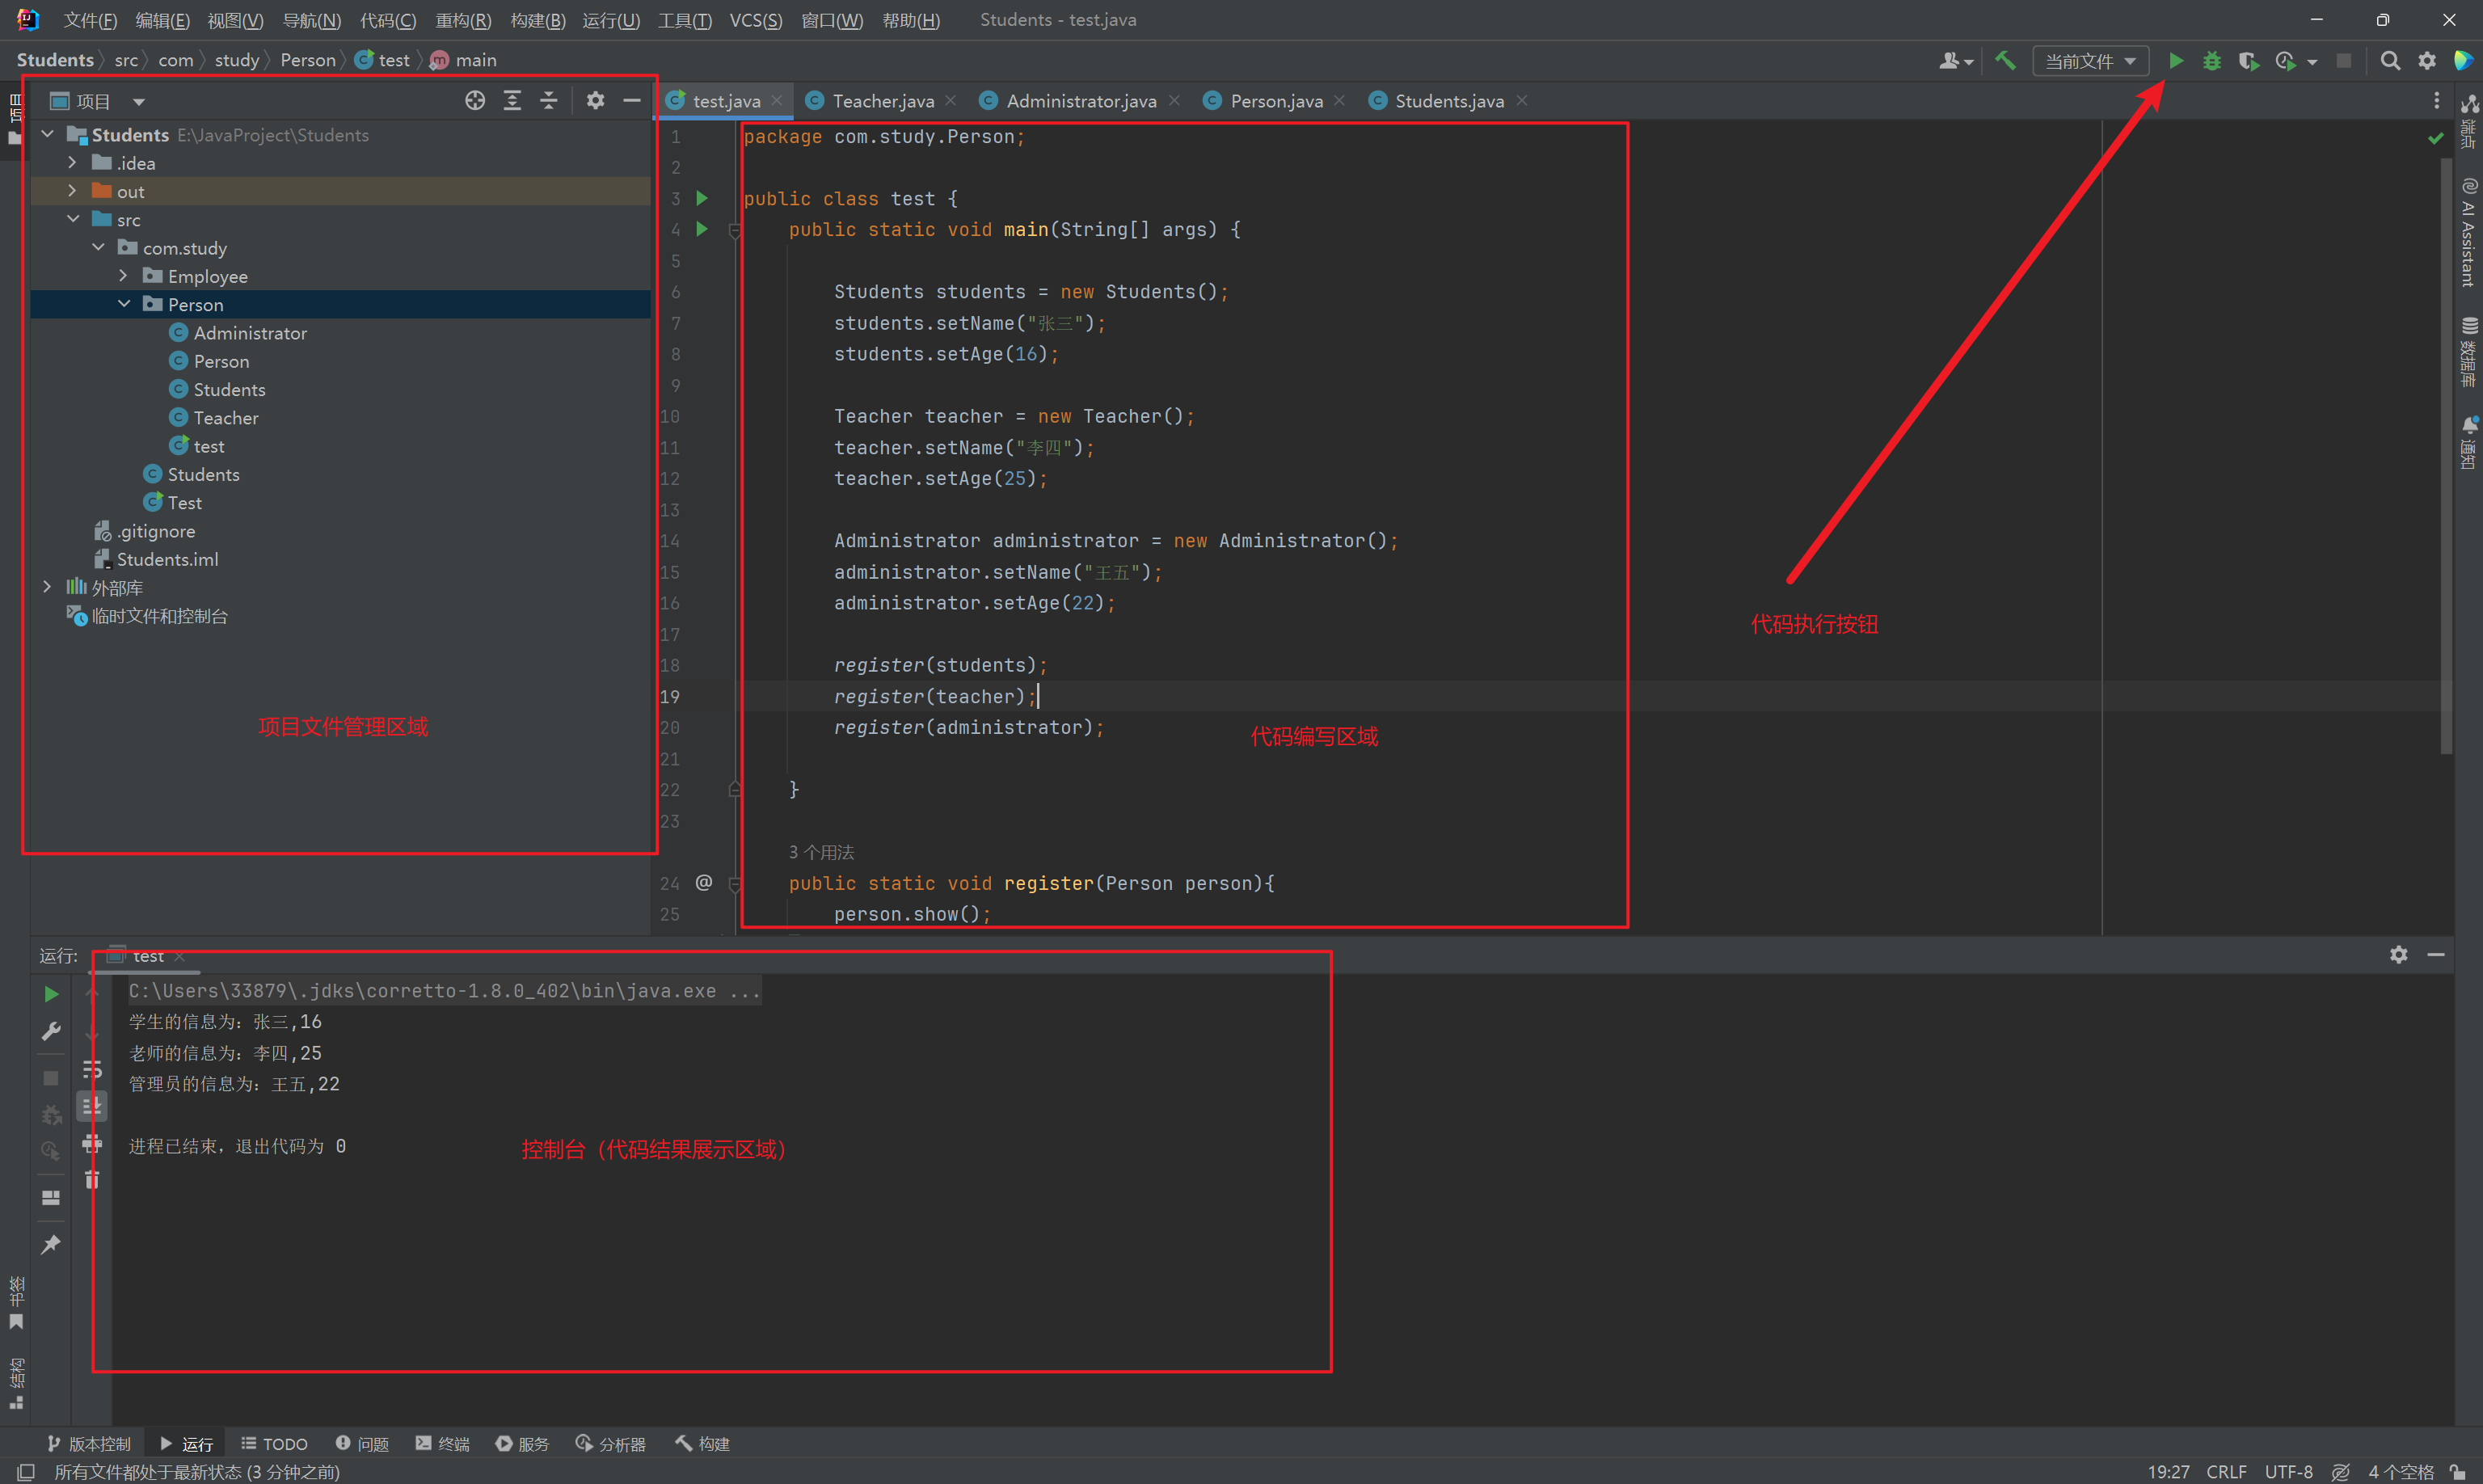 文件(F) 编辑(E) 视图(V) 导航(N) 代码(C) 重构(R) 构建(B) 运行(U) 工具(T) VCS(S) 窗口(W) 帮助(H) Students - test.java
Students src com study Person test main
当前文件
项目
项目
Students E:\JavaProject\Students
.idea
out
src
com.study
Employee
Person
Administrator
Person
Students
Teacher
test
Students
Test
.gitignore
Students.iml
外部库
临时文件和控制台
项目文件管理区域
test.java Teacher.java Administrator.java Person.java Students.java
1 package com.study.Person;
2
3 public class test {
4 public static void main(String[] args) {
5
6 Students students = new Students();
7 students.setName("张三");
8 students.setAge(16);
9
10 Teacher teacher = new Teacher();
11 teacher.setName("李四");
12 teacher.setAge(25);
13
14 Administrator administrator = new Administrator();
15 administrator.setName("王五");
16 administrator.setAge(22);
17
18 register(students);
19 register(teacher);
20 register(administrator);
21
22 }
23
3 个用法
24 @ public static void register(Person person){
25 person.show();
代码编写区域
代码执行按钮
端点
AI Assistant
数据库
通知
运行: test
C:\Users\33879\.jdks\corretto-1.8.0_402\bin\java.exe ...
学生的信息为：张三,16
老师的信息为：李四,25
管理员的信息为：王五,22
进程已结束，退出代码为 0
控制台（代码结果展示区域）
书签
结构
版本控制 运行 TODO 问题 终端 服务 分析器 构建
所有文件都处于最新状态 (3 分钟之前) 19:27 CRLF UTF-8 4 个空格